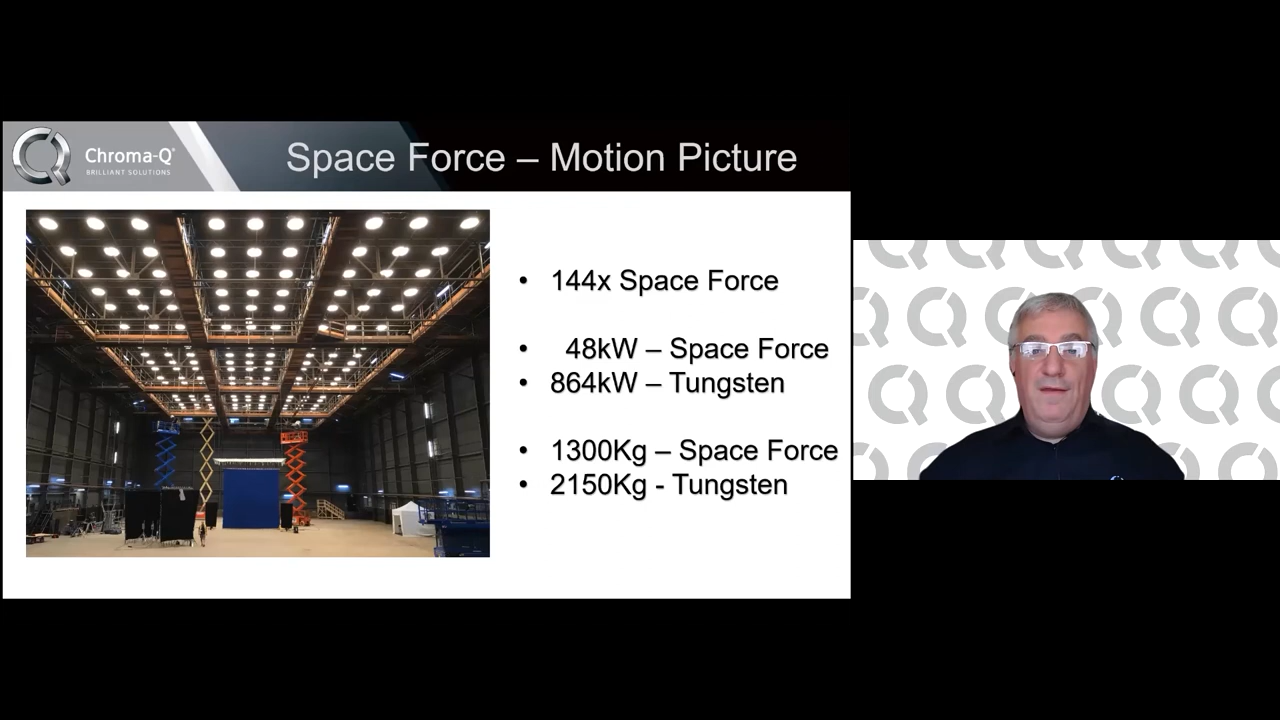 Chroma-Q®
BRILLIANT SOLUTIONS
Space Force – Motion Picture
• 144x Space Force
• 48kW – Space Force
• 864kW – Tungsten
• 1300Kg – Space Force
• 2150Kg - Tungsten